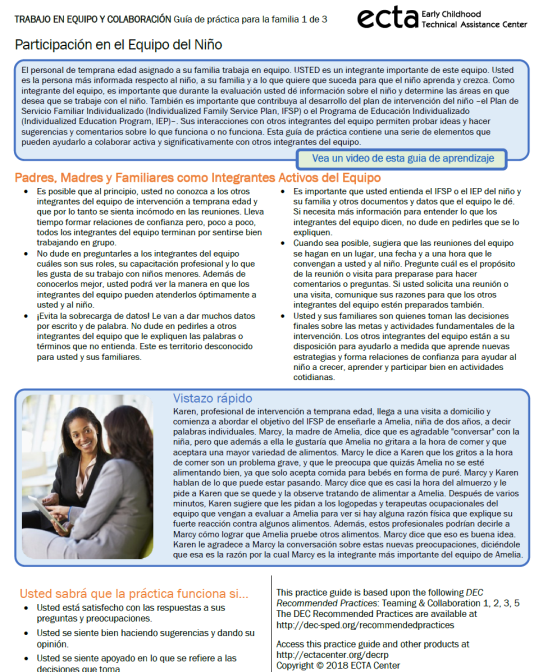 TRABAJO EN EQUIPO Y COLABORACIÓN Guía de práctica para la familia 1 de 3
ecta Early Childhood
Technical Assistance Center
Participación en el Equipo del Niño
El personal de temprana edad asignado a su familia trabaja en equipo. USTED es un integrante importante de este equipo. Usted
es la persona más informada respecto al niño, a su familia y a lo que quiere que suceda para que el niño aprenda y crezca. Como
integrante del equipo, es importante que durante la evaluación usted dé información sobre el niño y determine las áreas en que
desea que se trabaje con el niño. También es importante que contribuya al desarrollo del plan de intervención del niño –el Plan de
Servicio Familiar Individualizado (Individualized Family Service Plan, IFSP) o el Programa de Educación Individualizado
(Individualized Education Program, IEP)–. Sus interacciones con otros integrantes del equipo permiten probar ideas y hacer
sugerencias y comentarios sobre lo que funciona o no funciona. Esta guía de práctica contiene una serie de elementos que
pueden ayudarlo a colaborar activa y significativamente con otros integrantes del equipo.
Vea un video de esta guia de aprendizaje
Padres, Madres y Familiares como Integrantes Activos del Equipo
• Es posible que al principio, usted no conozca a los otros
integrantes del equipo de intervención a temprana edad y
que por lo tanto se sienta incómodo en las reuniones. Lleva
tiempo formar relaciones de confianza pero, poco a poco,
todos los integrantes del equipo terminan por sentirse bien
trabajando en grupo.
• No dude en preguntarles a los integrantes del equipo
cuáles son sus roles, su capacitación profesional y lo que
les gusta de su trabajo con niños menores. Además de
conocerlos mejor, usted podrá ver la manera en que los
integrantes del equipo pueden atenderlos óptimamente a
usted y al niño.
• ¡Evita la sobrecarga de datos! Le van a dar muchos datos
por escrito y de palabra. No dude en pedirles a otros
integrantes del equipo que le expliquen las palabras o
términos que no entienda. Este es territorio desconocido
para usted y sus familiares.
• Es importante que usted entienda el IFSP o el IEP del niño y
su familia y otros documentos y datos que el equipo le dé.
Si necesita más información para entender lo que los
integrantes del equipo dicen, no dude en pedirles que se lo
expliquen.
• Cuando sea posible, sugiera que las reuniones del equipo
se hagan en un lugar, una fecha y a una hora que le
convengan a usted y al niño. Pregunte cuál es el propósito
de la reunión o visita para prepararse para hacer
comentarios o preguntas. Si usted solicita una reunión o
una visita, comunique sus razones para que los otros
integrantes del equipo estén preparados también.
• Usted y sus familiares son quienes toman las decisiones
finales sobre las metas y actividades fundamentales de la
intervención. Los otros integrantes del equipo están a su
disposición para ayudarlo a medida que aprende nuevas
estrategias y forma relaciones de confianza para ayudar al
niño a crecer, aprender y participar bien en actividades
cotidianas.
Vistazo rápido
Karen, profesional de intervención a temprana edad, llega a una visita a domicilio y
comienza a abordar el objetivo del IFSP de enseñarle a Amelia, niña de dos años, a decir
palabras individuales. Marcy, la madre de Amelia, dice que es agradable "conversar" con la
niña, pero que además a ella le gustaría que Amelia no gritara a la hora de comer y que
aceptara una mayor variedad de alimentos. Marcy le dice a Karen que los gritos a la hora
de comer son un problema grave, y que le preocupa que quizás Amelia no se esté
alimentando bien, ya que solo acepta comida para bebés en forma de puré. Marcy y Karen
hablan de lo que puede estar pasando. Marcy dice que es casi la hora del almuerzo y le
pide a Karen que se quede y la observe tratando de alimentar a Amelia. Después de varios
minutos, Karen sugiere que les pidan a los logopedas y terapeutas ocupacionales del
equipo que vengan a evaluar a Amelia para ver si hay alguna razón física que explique su
fuerte reacción contra algunos alimentos. Además, estos profesionales podrían decirle a
Marcy cómo lograr que Amelia pruebe otros alimentos. Marcy dice que eso es buena idea.
Karen le agradece a Marcy la conversación sobre estas nuevas preocupaciones, diciéndole
que esa es la razón por la cual Marcy es la integrante más importante del equipo de Amelia.
Usted sabrá que la práctica funciona si...
• Usted está satisfecho con las respuestas a sus
preguntas y preocupaciones.
• Usted se siente bien haciendo sugerencias y dando su
opinión.
• Usted se siente apoyado en lo que se refiere a las
decisiones que toma
This practice guide is based upon the following DEC
Recommended Practices: Teaming & Collaboration 1, 2, 3, 5
The DEC Recommended Practices are available at
http://dec-sped.org/recommendedpractices
Access this practice guide and other products at
http://ectacenter.org/decrp
Copyright © 2018 ECTA Center